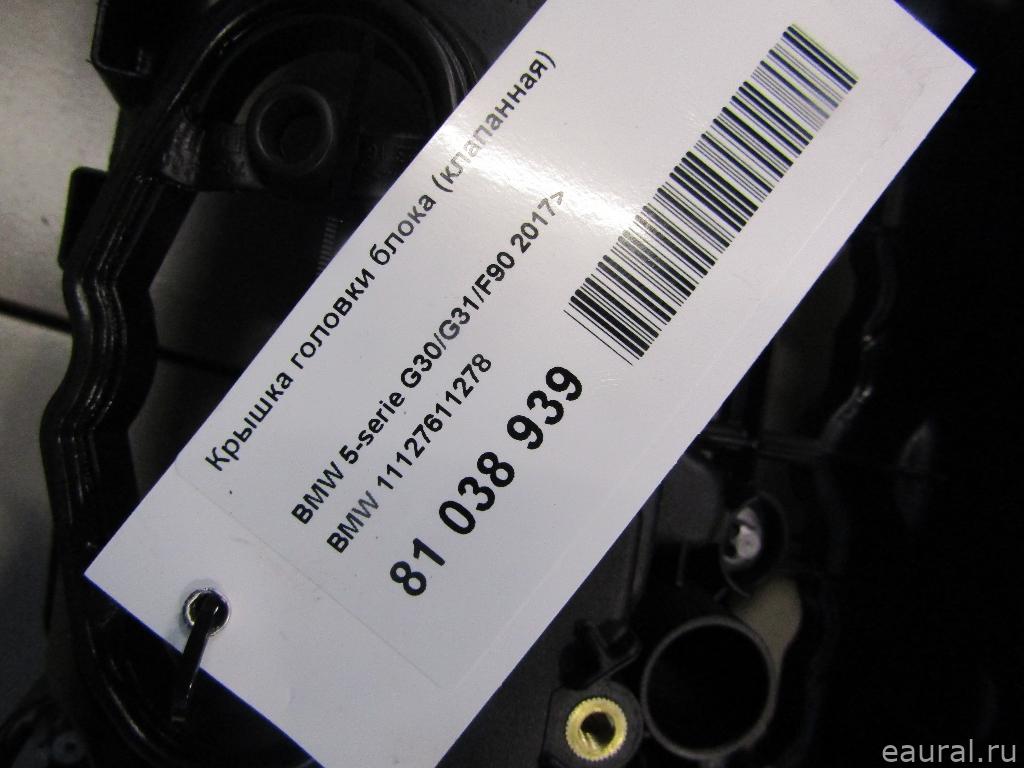 Крышка головки блока (клапанная)
BMW 5-serie G30/G31/F90 2017>
BMW 11127611278
81 038 939
eaural.ru